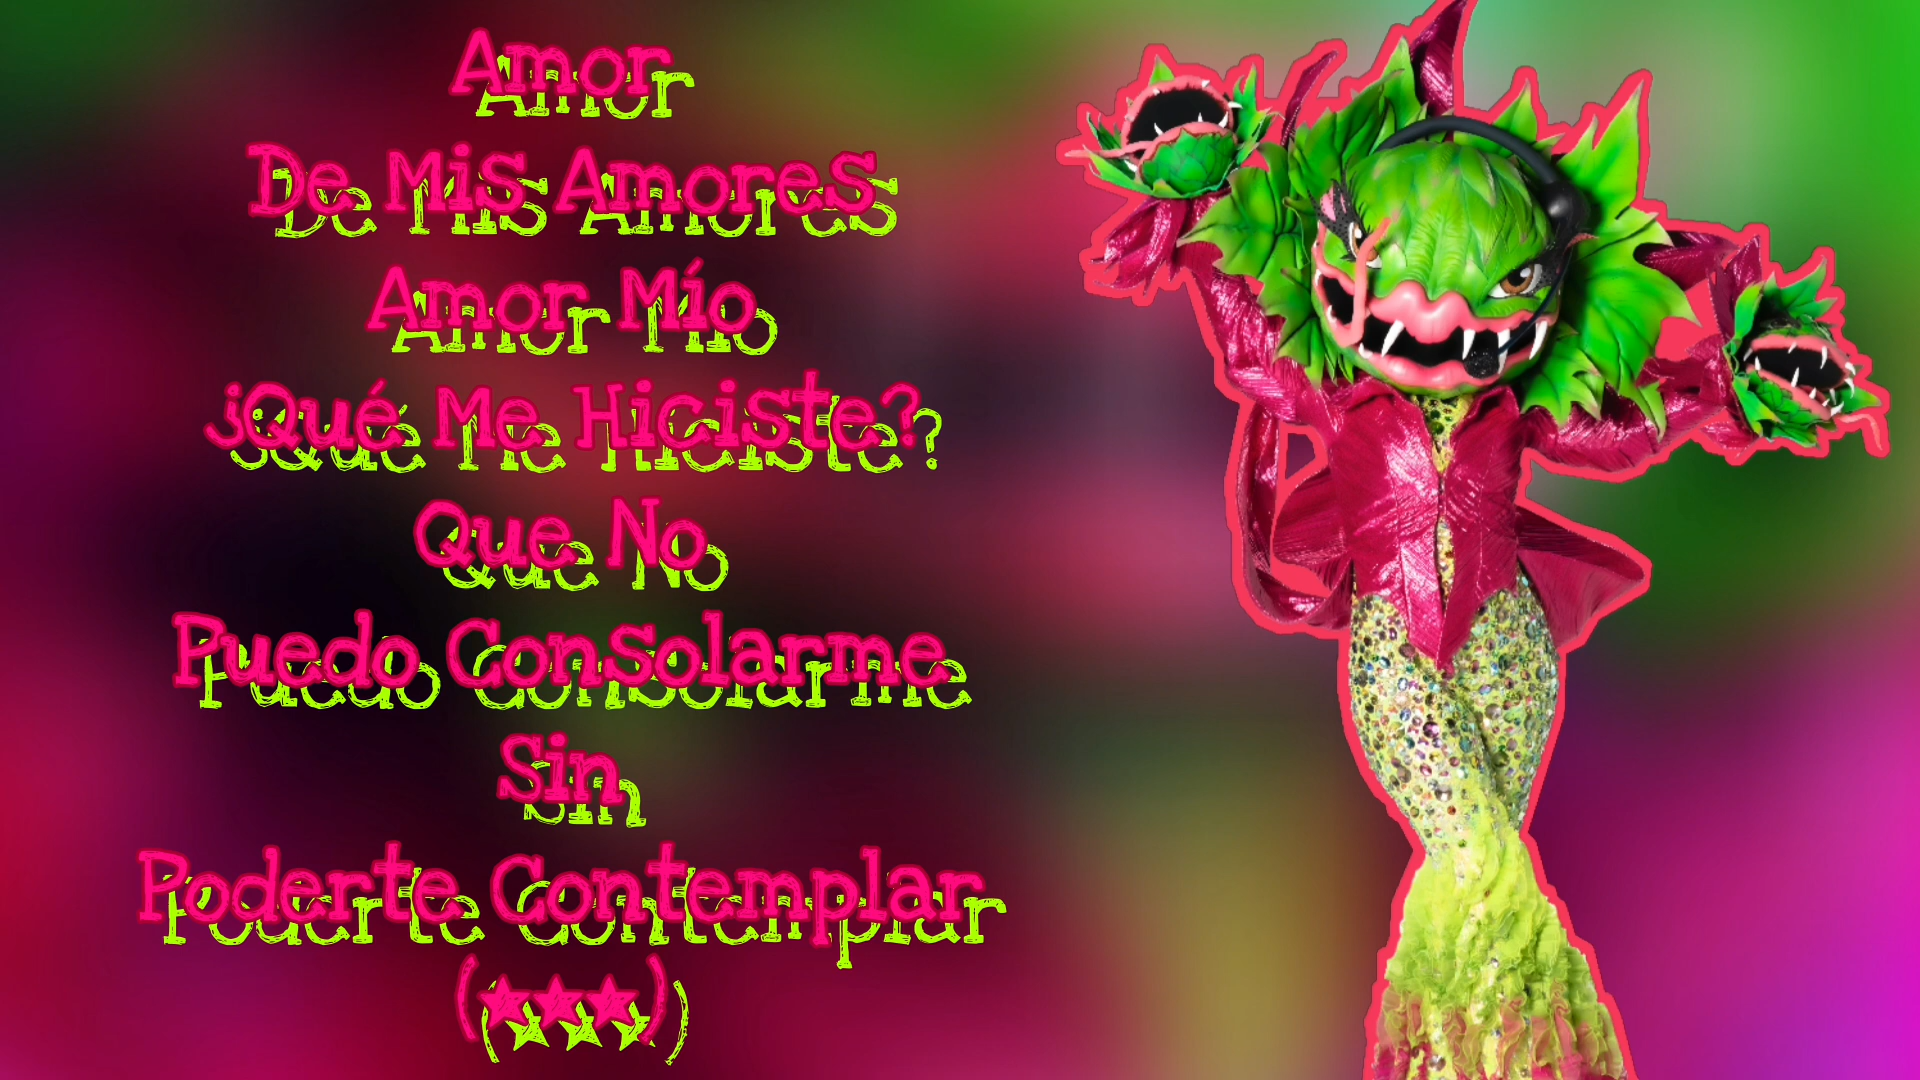 Amor
De Mis Amores
Amor Mío
¿Qué Me Hiciste?
Que No
Puedo Consolarme
Sin
Poderte Contemplar
(★★★)